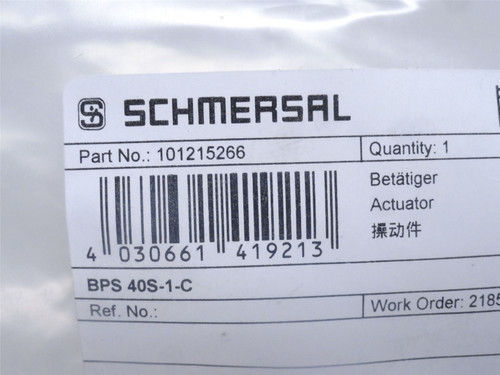 SCHMERSAL
Part No.: 101215266
Quantity: 1
Betätiger
Actuator
操动件
4 030661 419213
BPS 40S-1-C
Ref. No.:
Work Order: 2185